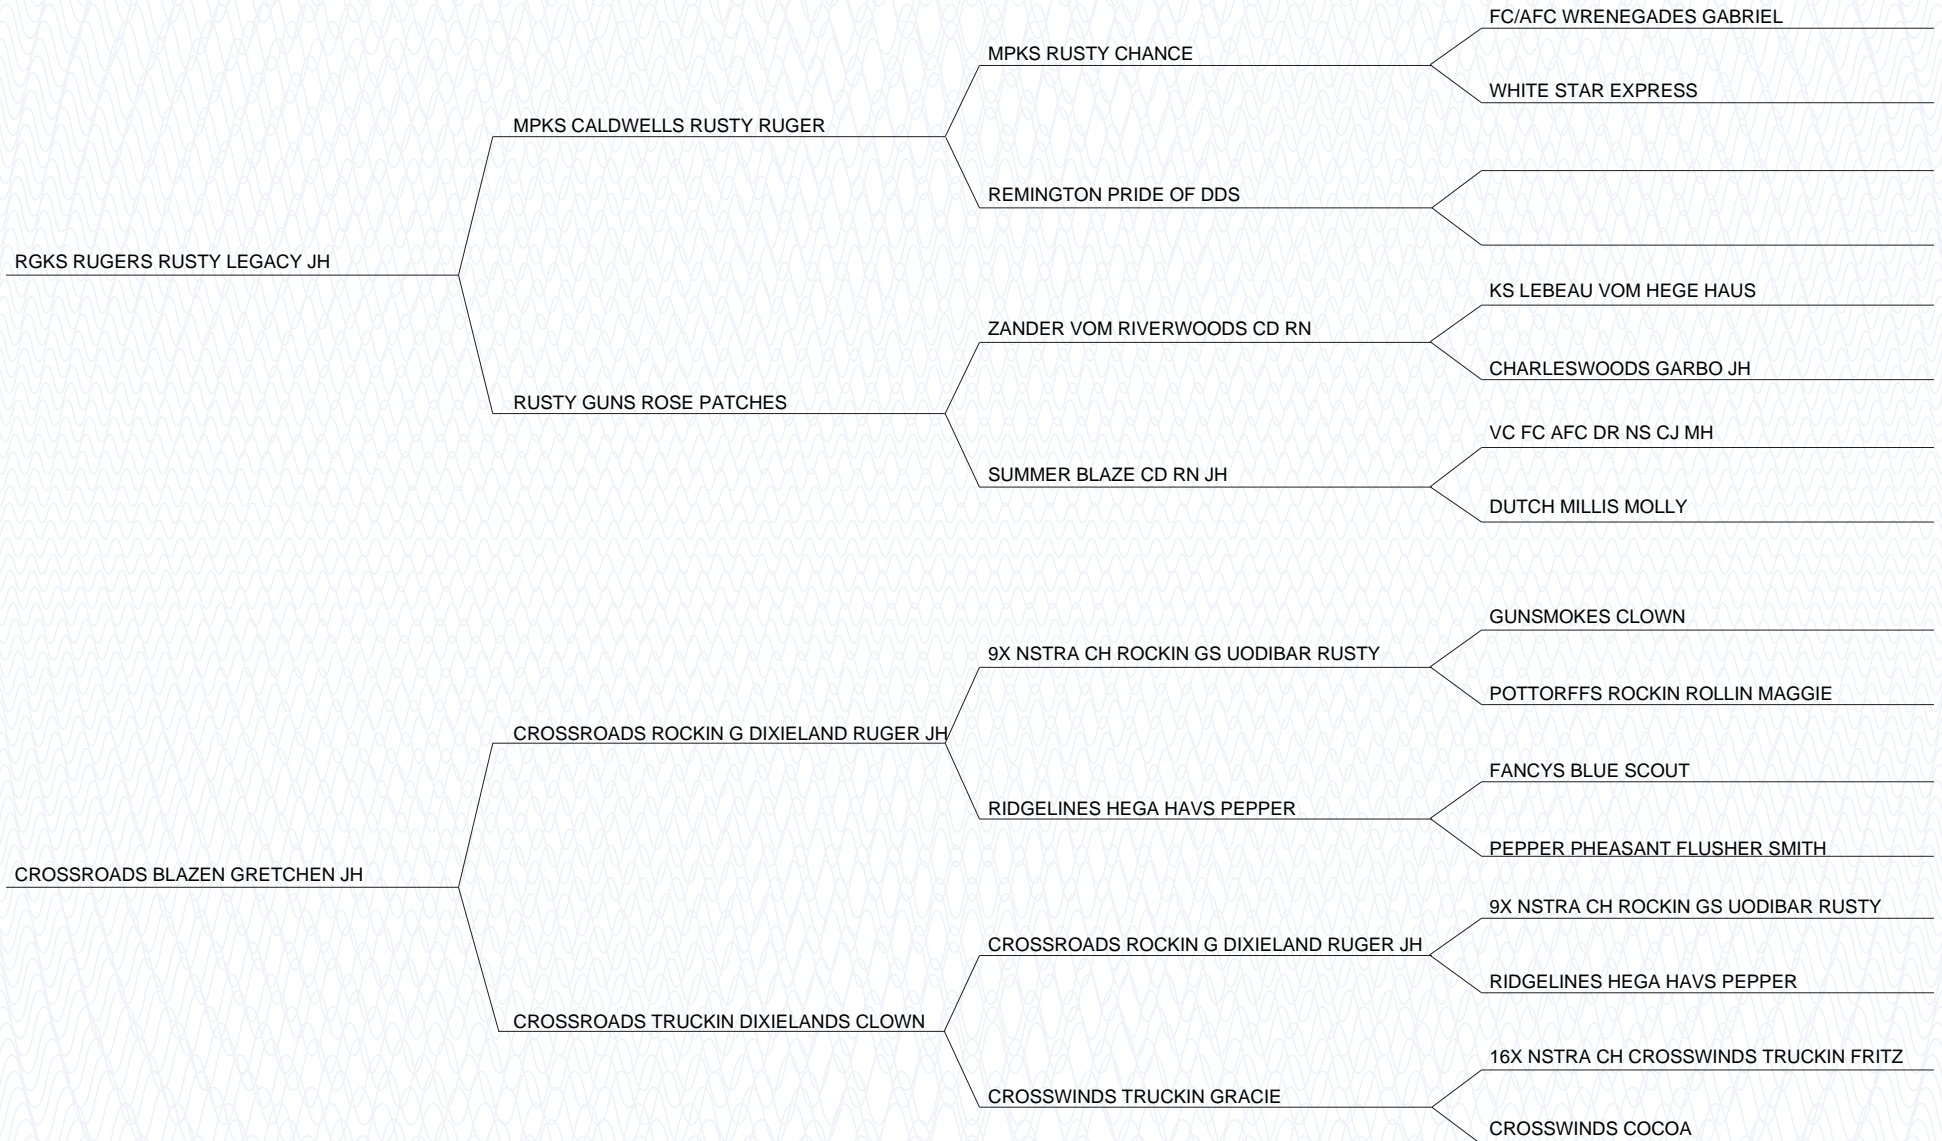 FC/AFC WRENEGADES GABRIEL
MPKS RUSTY CHANCE
WHITE STAR EXPRESS
MPKS CALDWELLS RUSTY RUGER
REMINGTON PRIDE OF DDS
RGKS RUGERS RUSTY LEGACY JH
KS LEBEAU VOM HEGE HAUS
ZANDER VOM RIVERWOODS CD RN
CHARLESWOODS GARBO JH
RUSTY GUNS ROSE PATCHES
VC FC AFC DR NS CJ MH
SUMMER BLAZE CD RN JH
DUTCH MILLIS MOLLY
GUNSMOKES CLOWN
9X NSTRA CH ROCKIN GS UODIBAR RUSTY
POTTORFFS ROCKIN ROLLIN MAGGIE
CROSSROADS ROCKIN G DIXIELAND RUGER JH
FANCYS BLUE SCOUT
RIDGELINES HEGA HAVS PEPPER
PEPPER PHEASANT FLUSHER SMITH
CROSSROADS BLAZEN GRETCHEN JH
9X NSTRA CH ROCKIN GS UODIBAR RUSTY
CROSSROADS ROCKIN G DIXIELAND RUGER JH
RIDGELINES HEGA HAVS PEPPER
CROSSROADS TRUCKIN DIXIELANDS CLOWN
16X NSTRA CH CROSSWINDS TRUCKIN FRITZ
CROSSWINDS TRUCKIN GRACIE
CROSSWINDS COCOA